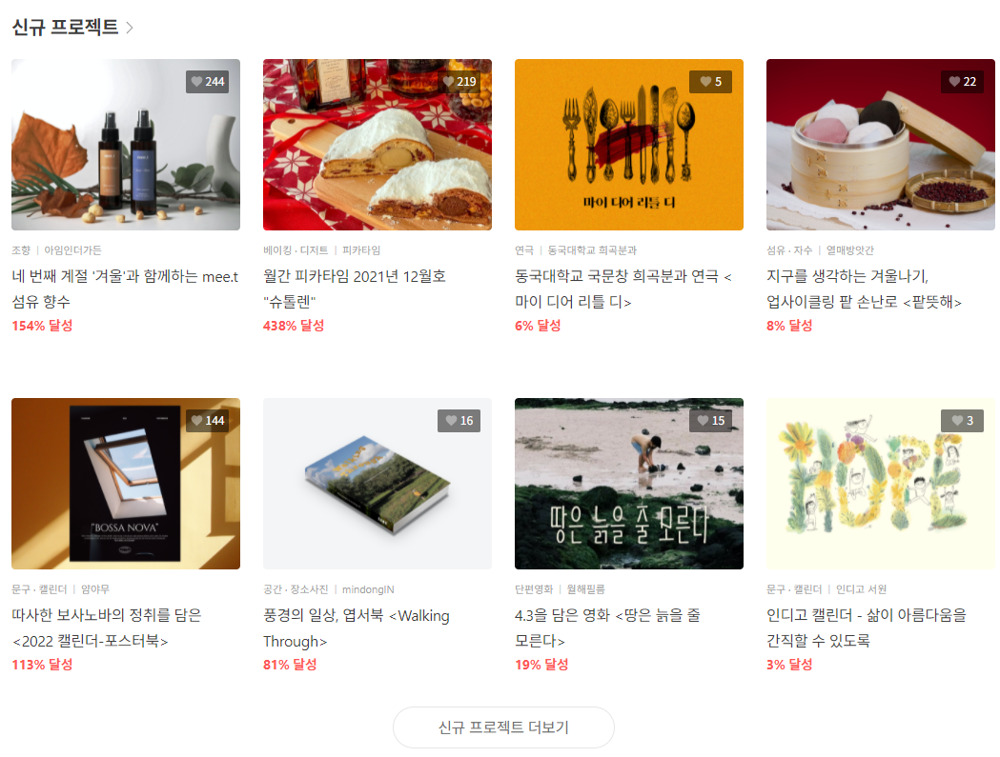 신규 프로젝트 >
244
219
5
22
마이 디어 리틀 디
조향 | 아임인더가든
베이킹 · 디저트 | 피카타임
연극 | 동국대학교 희곡분과
섬유 · 자수 | 열매방앗간
네 번째 계절 '겨울'과 함께하는 mee.t
섬유 향수
154% 달성
월간 피카타임 2021년 12월호
"슈톨렌"
438% 달성
동국대학교 국문창 희곡분과 연극 <
마이 디어 리틀 디>
6% 달성
지구를 생각하는 겨울나기,
업사이클링 팥 손난로 <팥뜻해>
8% 달성
144
"BOSSA NOVA"
16
15
땅은 늙을 줄 모른다
3
HOPE
문구 · 캘린더 | 얌야무
공간 · 장소사진 | mindongIN
단편영화 | 월해필름
문구 · 캘린더 | 인디고 서원
따사한 보사노바의 정취를 담은
<2022 캘린더-포스터북>
113% 달성
풍경의 일상, 엽서북 <Walking
Through>
81% 달성
4.3을 담은 영화 <땅은 늙을 줄
모른다>
19% 달성
인디고 캘린더 - 삶이 아름다움을
간직할 수 있도록
3% 달성
신규 프로젝트 더보기